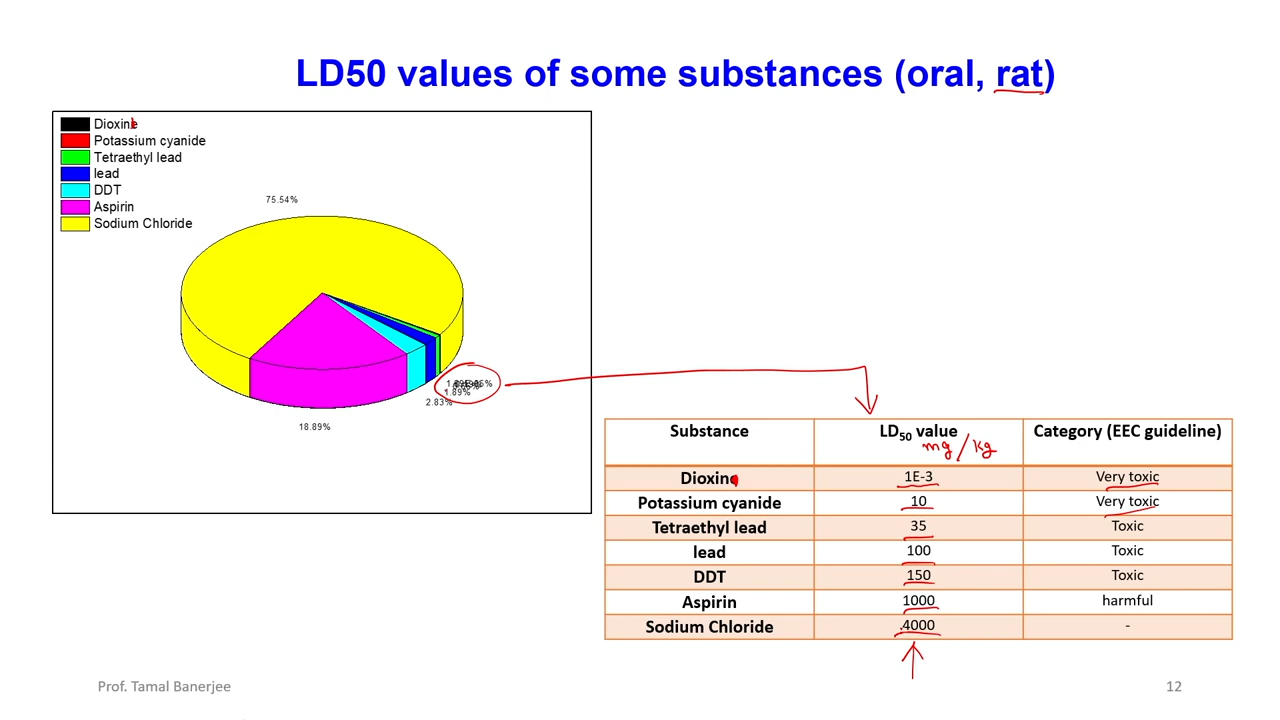 LD50 values of some substances (oral, rat)
Dioxine
Potassium cyanide
Tetraethyl lead
lead
DDT
Aspirin
Sodium Chloride
75.54%
1.89%
2.83%
18.89%
Substance LD50 value Category (EEC guideline)
mg/kg
Dioxine 1E-3 Very toxic
Potassium cyanide 10 Very toxic
Tetraethyl lead 35 Toxic
lead 100 Toxic
DDT 150 Toxic
Aspirin 1000 harmful
Sodium Chloride 4000 -
Prof. Tamal Banerjee 12